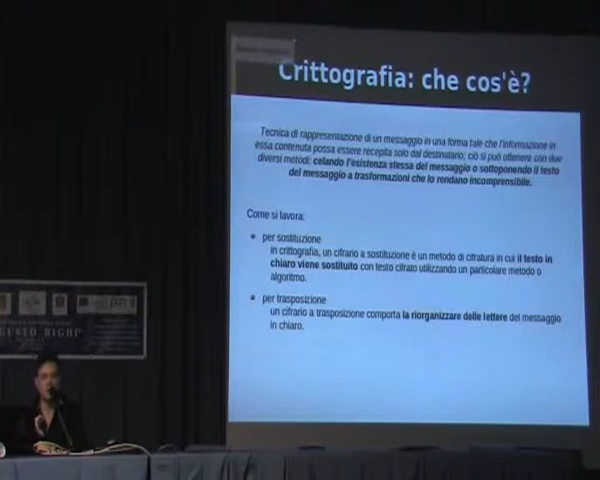 Crittografia: che cos'è?
Tecnica di rappresentazione di un messaggio in una forma tale che l'informazione in
essa contenuta possa essere recepita solo dal destinatario; ciò si può ottenere con due
diversi metodi: celando l'esistenza stessa del messaggio o sottoponendo il testo
del messaggio a trasformazioni che lo rendano incomprensibile.
Come si lavora:
per sostituzione
in crittografia, un cifrario a sostituzione è un metodo di cifratura in cui il testo in
chiaro viene sostituito con testo cifrato utilizzando un particolare metodo o
algoritmo.
per trasposizione
un cifrario a trasposizione comporta la riorganizzare delle lettere del messaggio
in chiaro.
GUSTO RIGHI"